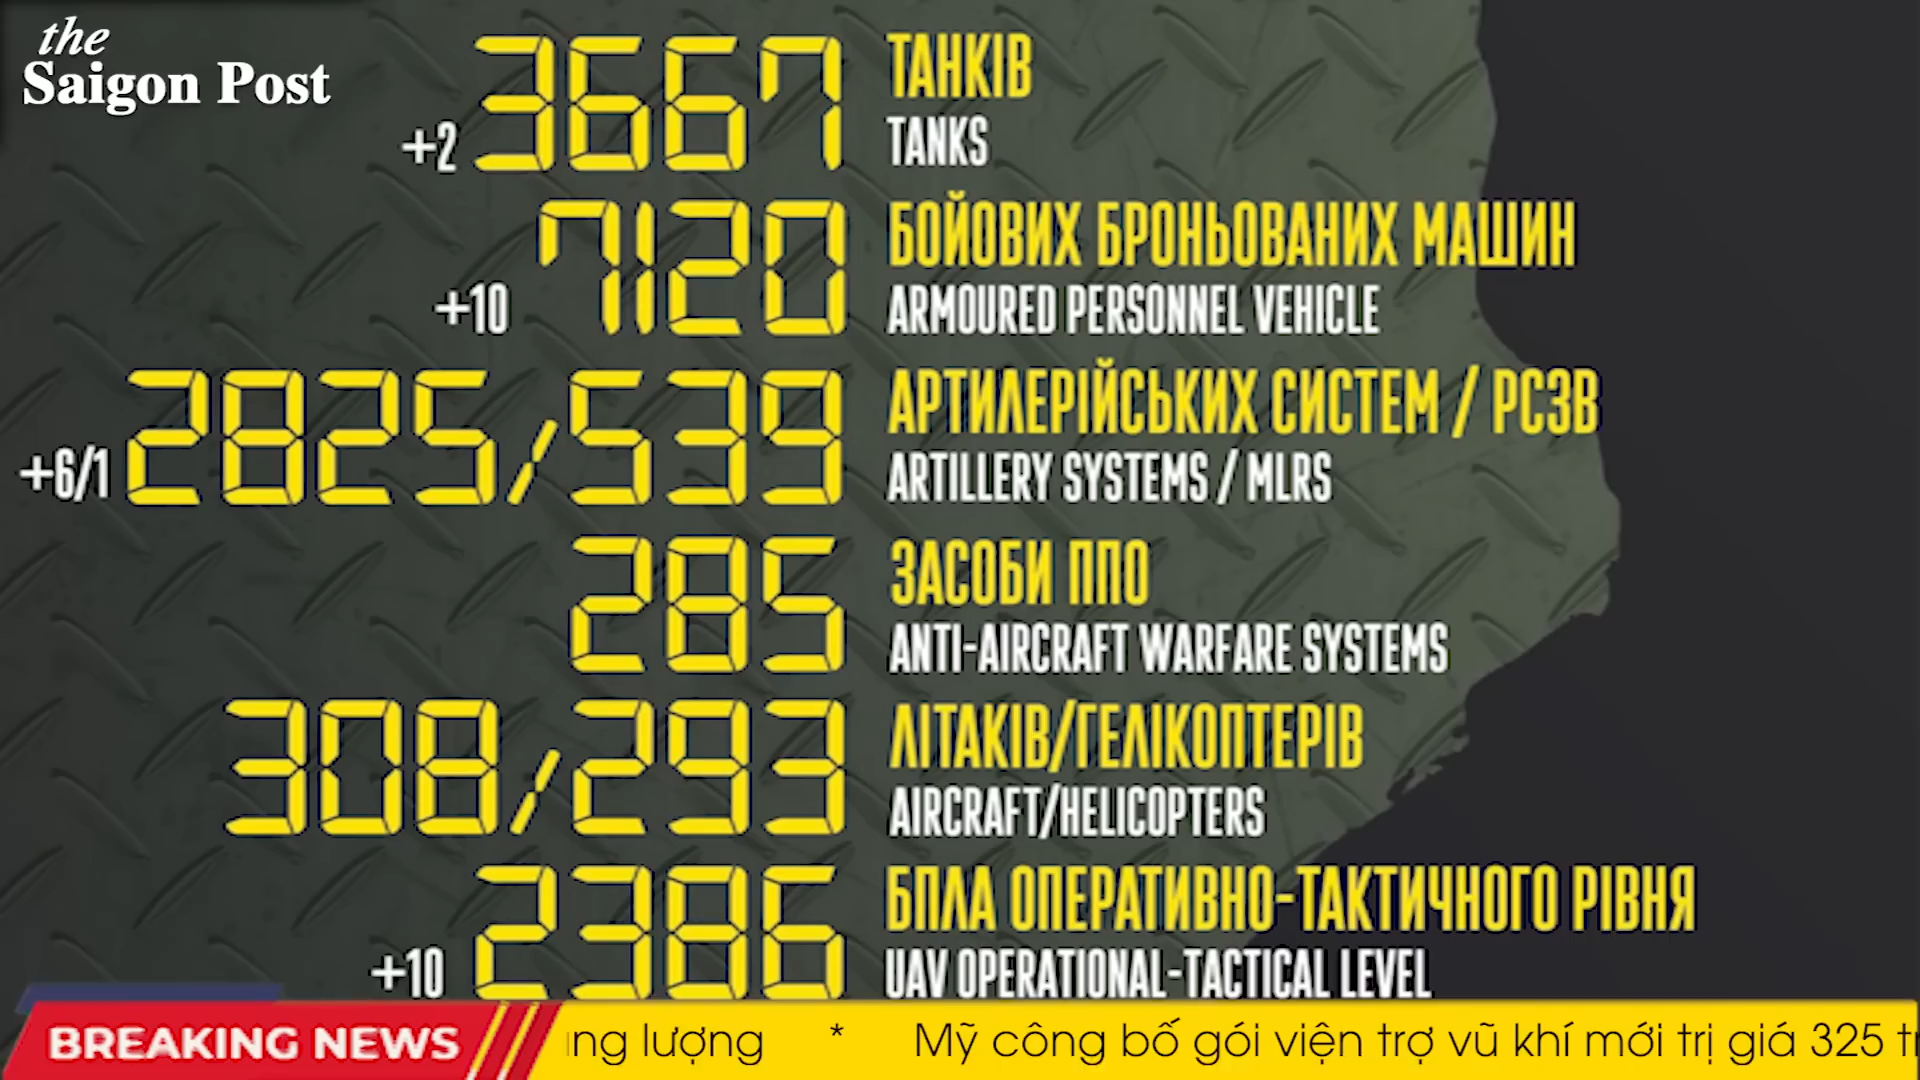 the
Saigon Post
+2 3667 ТАНКІВ
TANKS
+10 7120 БОЙОВИХ БРОНЬОВАНИХ МАШИН
ARMOURED PERSONNEL VEHICLE
+6/1 2825/539 АРТИЛЕРІЙСЬКИХ СИСТЕМ / РСЗВ
ARTILLERY SYSTEMS / MLRS
285 ЗАСОБИ ППО
ANTI-AIRCRAFT WARFARE SYSTEMS
308/293 ЛІТАКІВ/ГЕЛІКОПТЕРІВ
AIRCRAFT/HELICOPTERS
+10 2386 БПЛА ОПЕРАТИВНО-ТАКТИЧНОГО РІВНЯ
UAV OPERATIONAL-TACTICAL LEVEL
BREAKING NEWS lượng * Mỹ công bố gói viện trợ vũ khí mới trị giá 325